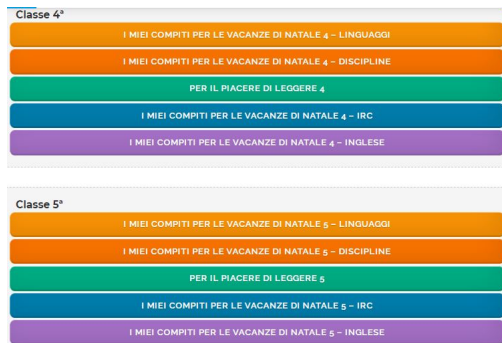 Classe 4ª
I MIEI COMPITI PER LE VACANZE DI NATALE 4 – LINGUAGGI
I MIEI COMPITI PER LE VACANZE DI NATALE 4 – DISCIPLINE
PER IL PIACERE DI LEGGERE 4
I MIEI COMPITI PER LE VACANZE DI NATALE 4 – IRC
I MIEI COMPITI PER LE VACANZE DI NATALE 4 – INGLESE
Classe 5ª
I MIEI COMPITI PER LE VACANZE DI NATALE 5 – LINGUAGGI
I MIEI COMPITI PER LE VACANZE DI NATALE 5 – DISCIPLINE
PER IL PIACERE DI LEGGERE 5
I MIEI COMPITI PER LE VACANZE DI NATALE 5 – IRC
I MIEI COMPITI PER LE VACANZE DI NATALE 5 – INGLESE